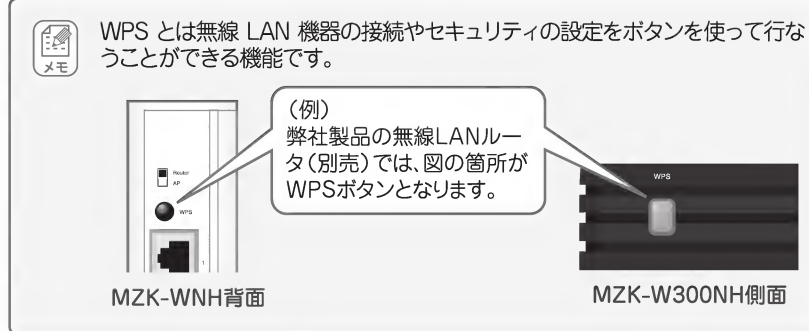 メモ
WPS とは無線 LAN 機器の接続やセキュリティの設定をボタンを使って行な
うことができる機能です。
（例）
弊社製品の無線LANルー
タ（別売）では、図の箇所が
WPSボタンとなります。
Router
AP
WPS
1
WPS
MZK-WNH背面
MZK-W300NH側面